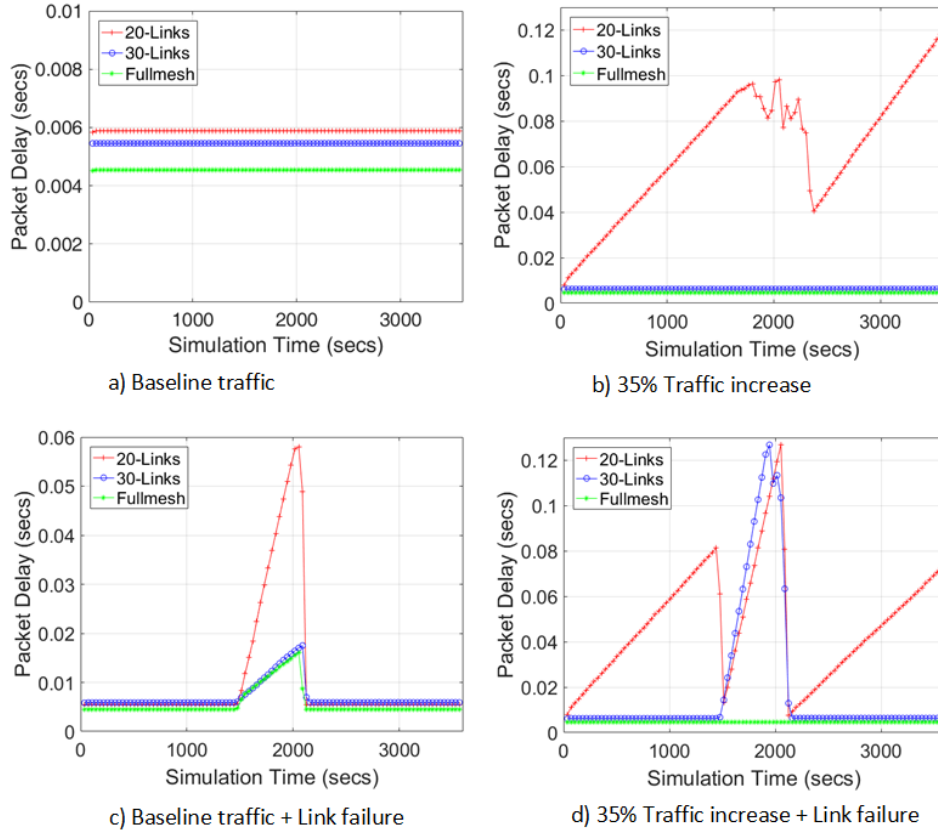 0.01
0.008
0.006
0.004
0.002
0
Packet Delay (secs)
20-Links
30-Links
Fullmesh
0 1000 2000 3000
Simulation Time (secs)
a) Baseline traffic
0.12
0.1
0.08
0.06
0.04
0.02
0
Packet Delay (secs)
20-Links
30-Links
Fullmesh
0 1000 2000 3000
Simulation Time (secs)
b) 35% Traffic increase
0.06
0.05
0.04
0.03
0.02
0.01
0
Packet Delay (secs)
20-Links
30-Links
Fullmesh
0 1000 2000 3000
Simulation Time (secs)
c) Baseline traffic + Link failure
0.12
0.1
0.08
0.06
0.04
0.02
0
Packet Delay (secs)
20-Links
30-Links
Fullmesh
0 1000 2000 3000
Simulation Time (secs)
d) 35% Traffic increase + Link failure